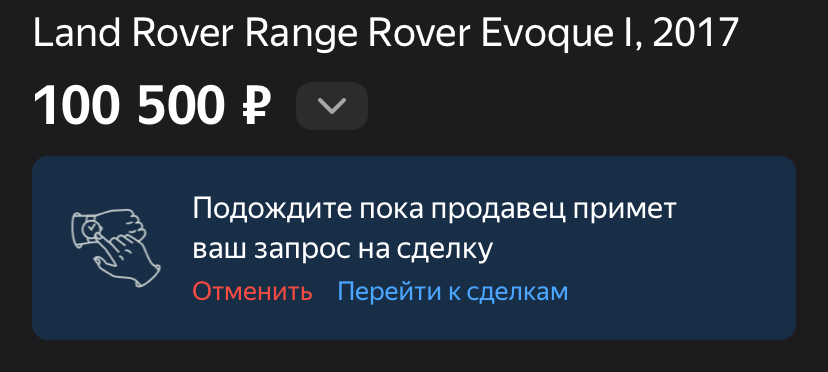 Land Rover Range Rover Evoque I, 2017
100 500 ₽
Подождите пока продавец примет
ваш запрос на сделку
Отменить Перейти к сделкам